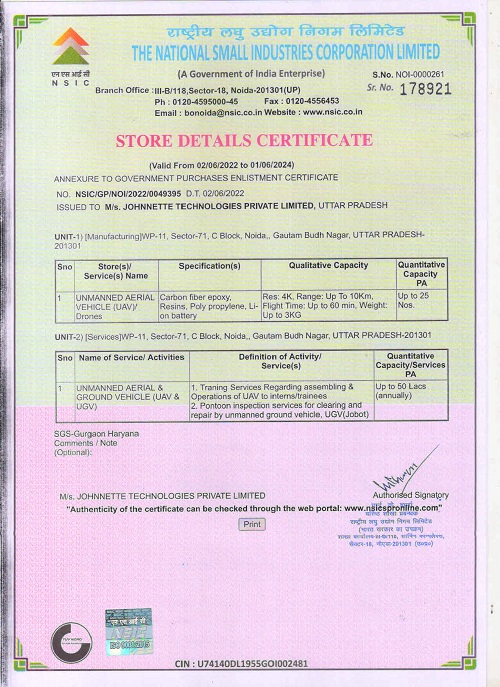 राष्ट्रीय लघु उद्योग निगम लिमिटेड
THE NATIONAL SMALL INDUSTRIES CORPORATION LIMITED
एन एस आई सी
N S I C
(A Government of India Enterprise)
S.No. NOI-0000261
Branch Office :III-B/118,Sector-18, Noida-201301(UP)
Sr. No. 178921
Ph : 0120-4595000-45 Fax : 0120-4556453
Email : bonoida@nsic.co.in Website : www.nsic.co.in
STORE DETAILS CERTIFICATE
(Valid From 02/06/2022 to 01/06/2024)
ANNEXURE TO GOVERNMENT PURCHASES ENLISTMENT CERTIFICATE
NO. NSIC/GP/NOI/2022/0049395 D.T. 02/06/2022
ISSUED TO M/s. JOHNNETTE TECHNOLOGIES PRIVATE LIMITED, UTTAR PRADESH
UNIT-1) [Manufacturing]WP-11, Sector-71, C Block, Noida,, Gautam Budh Nagar, UTTAR PRADESH-
201301
Sno Store(s)/ Service(s) Name Specification(s) Qualitative Capacity Quantitative Capacity PA
1 UNMANNED AERIAL VEHICLE (UAV)/ Drones Carbon fiber epoxy, Resins, Poly propylene, Li-on battery Res: 4K, Range: Up To 10Km, Flight Time: Up to 60 min, Weight: Up to 3KG Up to 25 Nos.
UNIT-2) [Services]WP-11, Sector-71, C Block, Noida,, Gautam Budh Nagar, UTTAR PRADESH-201301
Sno Name of Service/ Activities Definition of Activity/ Service(s) Quantitative Capacity/Services PA
1 UNMANNED AERIAL & GROUND VEHICLE (UAV & UGV) 1. Traning Services Regarding assembling & Operations of UAV to interns/trainees
2. Pontoon inspection services for clearing and repair by unmanned ground vehicle, UGV(Jobot) Up to 50 Lacs (annually)
SGS-Gurgaon Haryana
Comments / Note
(Optional):
M/s. JOHNNETTE TECHNOLOGIES PRIVATE LIMITED
Authorised Signatory
"Authenticity of the certificate can be checked through the web portal: www.nsicspronline.com"
Print
राष्ट्रीय लघु उद्योग निगम लिमिटेड
(भारत सरकार का उपक्रम)
सैक्टर-18, नोएडा-201301 (उ०प्र०)
एन एस आई सी
NSIC
CIN : U74140DL1955GOI002481